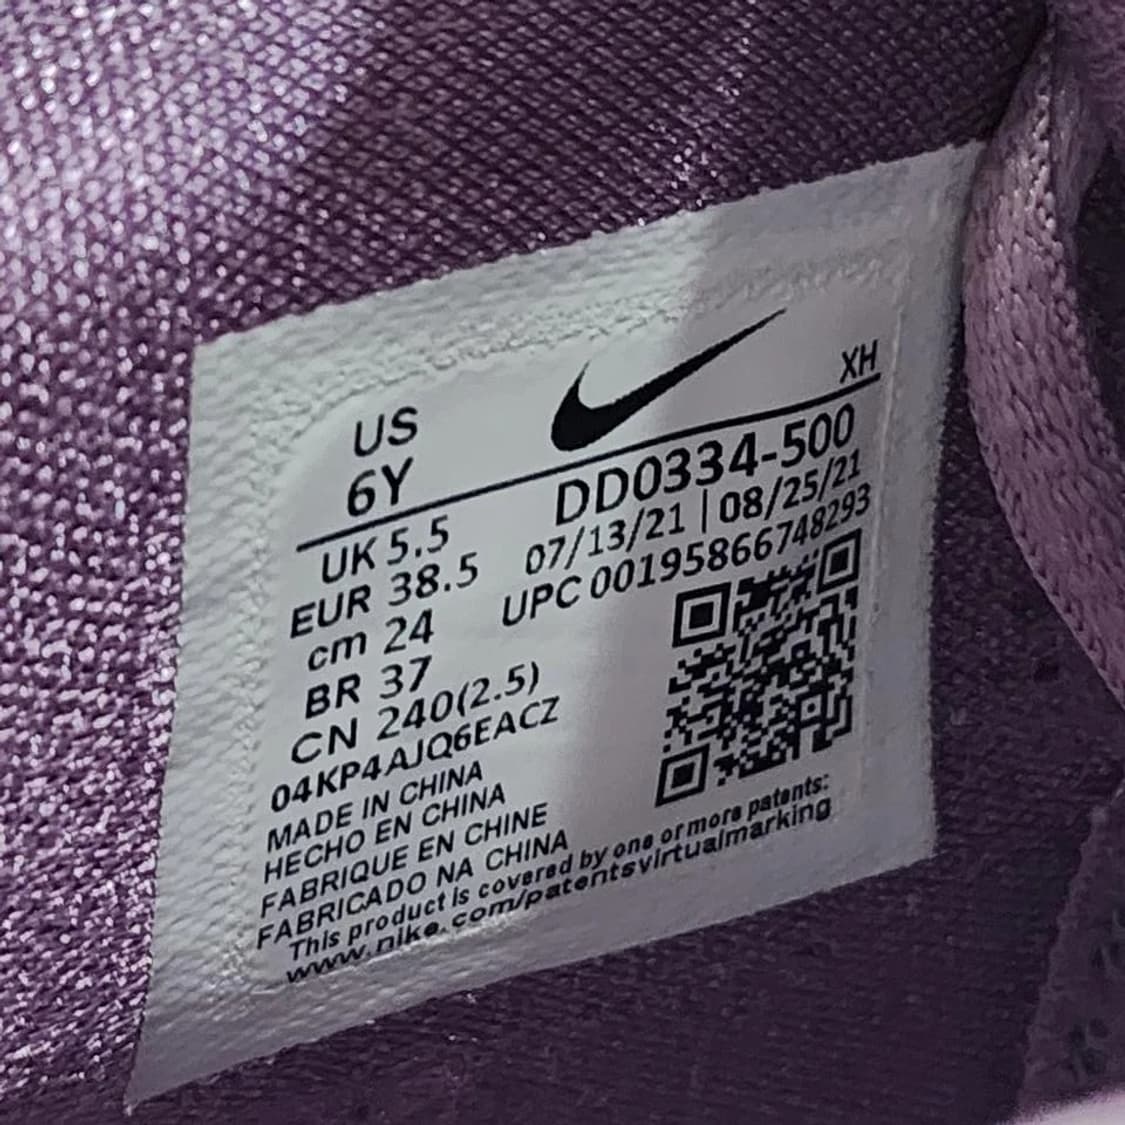 US
6Y
XH
UK 5.5
EUR 38.5
cm 24
BR 37
CN 240(2.5)
DD0334-500
07/13/21 | 08/25/21
UPC 00195866748293
04KP4AJQ6EACZ
MADE IN CHINA
HECHO EN CHINA
FABRIQUE EN CHINE
FABRICADO NA CHINA
This product is covered by one or more patents:
www.nike.com/patentsvirtualmarking